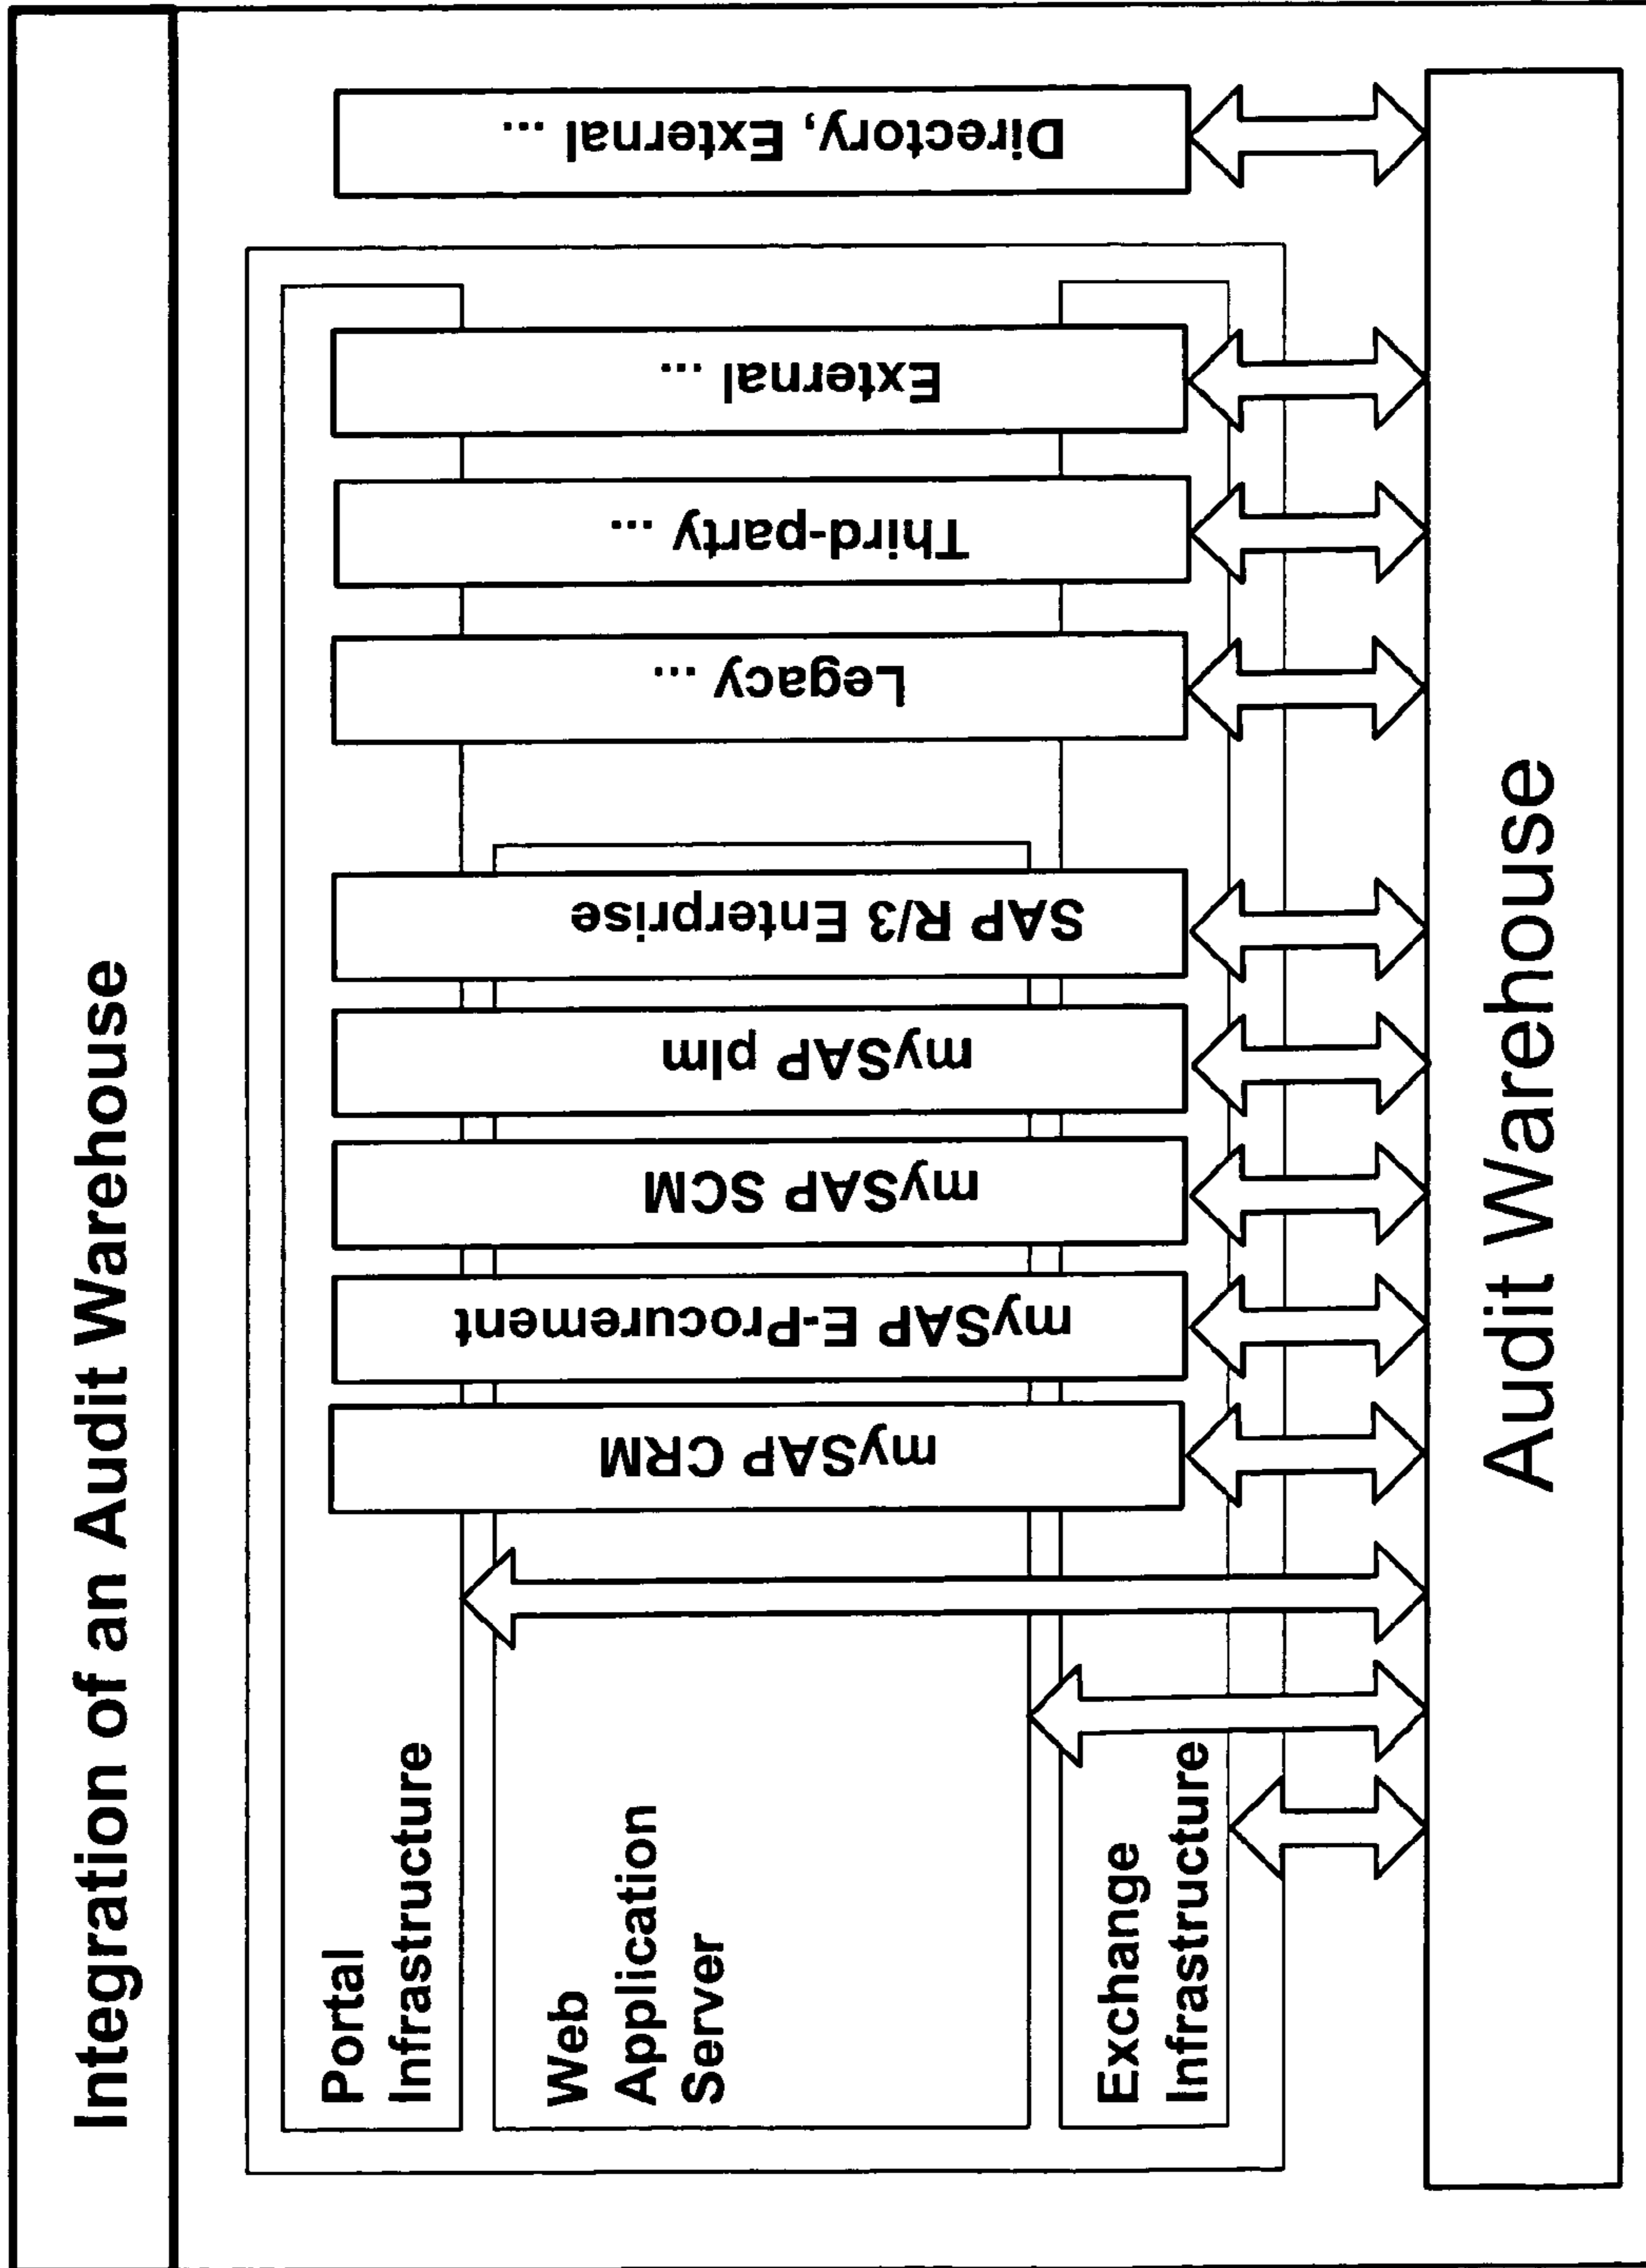 Integration of an Audit Warehouse
Portal
Infrastructure
Web
Application
Server
Exchange
Infrastructure
mySAP CRM
mySAP E-Procurement
mySAP SCM
mySAP plm
SAP R/3 Enterprise
Legacy ...
Third-party ...
External ...
Directory, External ...
Audit Warehouse